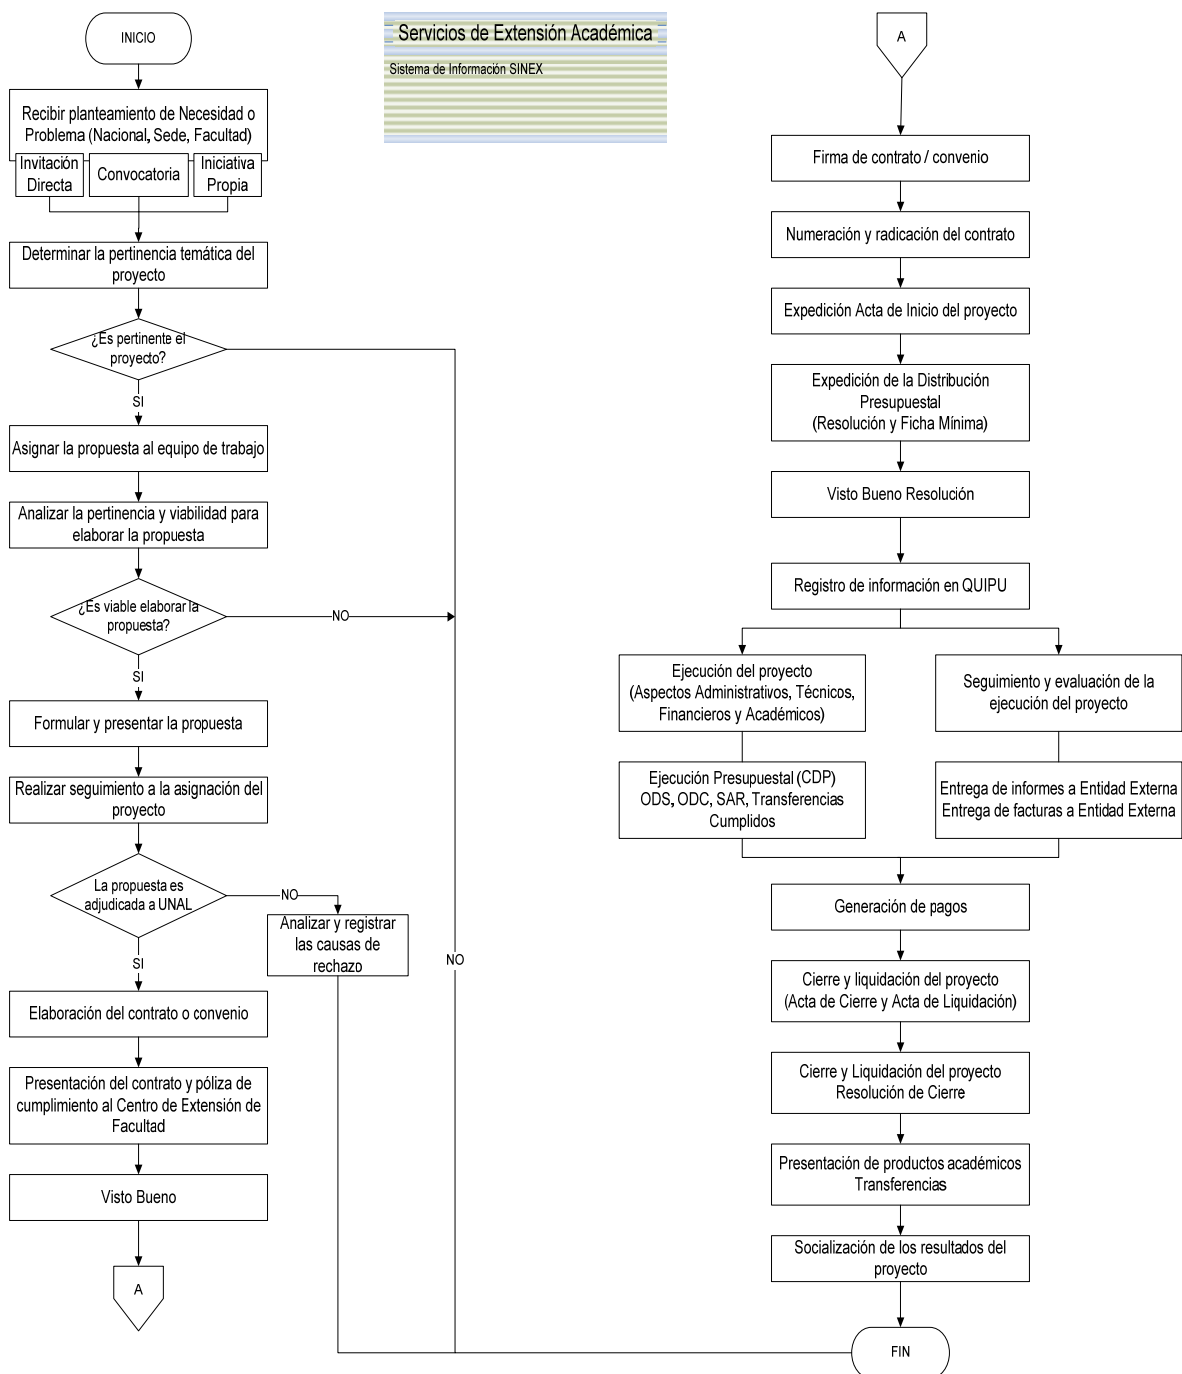 INICIO
Recibir planteamiento de Necesidad o
Problema (Nacional, Sede, Facultad)
Invitación
Directa
Convocatoria
Iniciativa
Propia
Determinar la pertinencia temática del
proyecto
¿Es pertinente el
proyecto?
SI
Asignar la propuesta al equipo de trabajo
Analizar la pertinencia y viabilidad para
elaborar la propuesta
¿Es viable elaborar la
propuesta?
NO
SI
Formular y presentar la propuesta
Realizar seguimiento a la asignación del
proyecto
La propuesta es
adjudicada a UNAL
NO
Analizar y registrar
las causas de
rechazo
NO
SI
Elaboración del contrato o convenio
Presentación del contrato y póliza de
cumplimiento al Centro de Extensión de
Facultad
Visto Bueno
A
Servicios de Extensión Académica
Sistema de Información SINEX
A
Firma de contrato / convenio
Numeración y radicación del contrato
Expedición Acta de Inicio del proyecto
Expedición de la Distribución
Presupuestal
(Resolución y Ficha Mínima)
Visto Bueno Resolución
Registro de información en QUIPU
Ejecución del proyecto
(Aspectos Administrativos, Técnicos,
Financieros y Académicos)
Seguimiento y evaluación de la
ejecución del proyecto
Ejecución Presupuestal (CDP)
ODS, ODC, SAR, Transferencias
Cumplidos
Entrega de informes a Entidad Externa
Entrega de facturas a Entidad Externa
Generación de pagos
Cierre y liquidación del proyecto
(Acta de Cierre y Acta de Liquidación)
Cierre y Liquidación del proyecto
Resolución de Cierre
Presentación de productos académicos
Transferencias
Socialización de los resultados del
proyecto
FIN